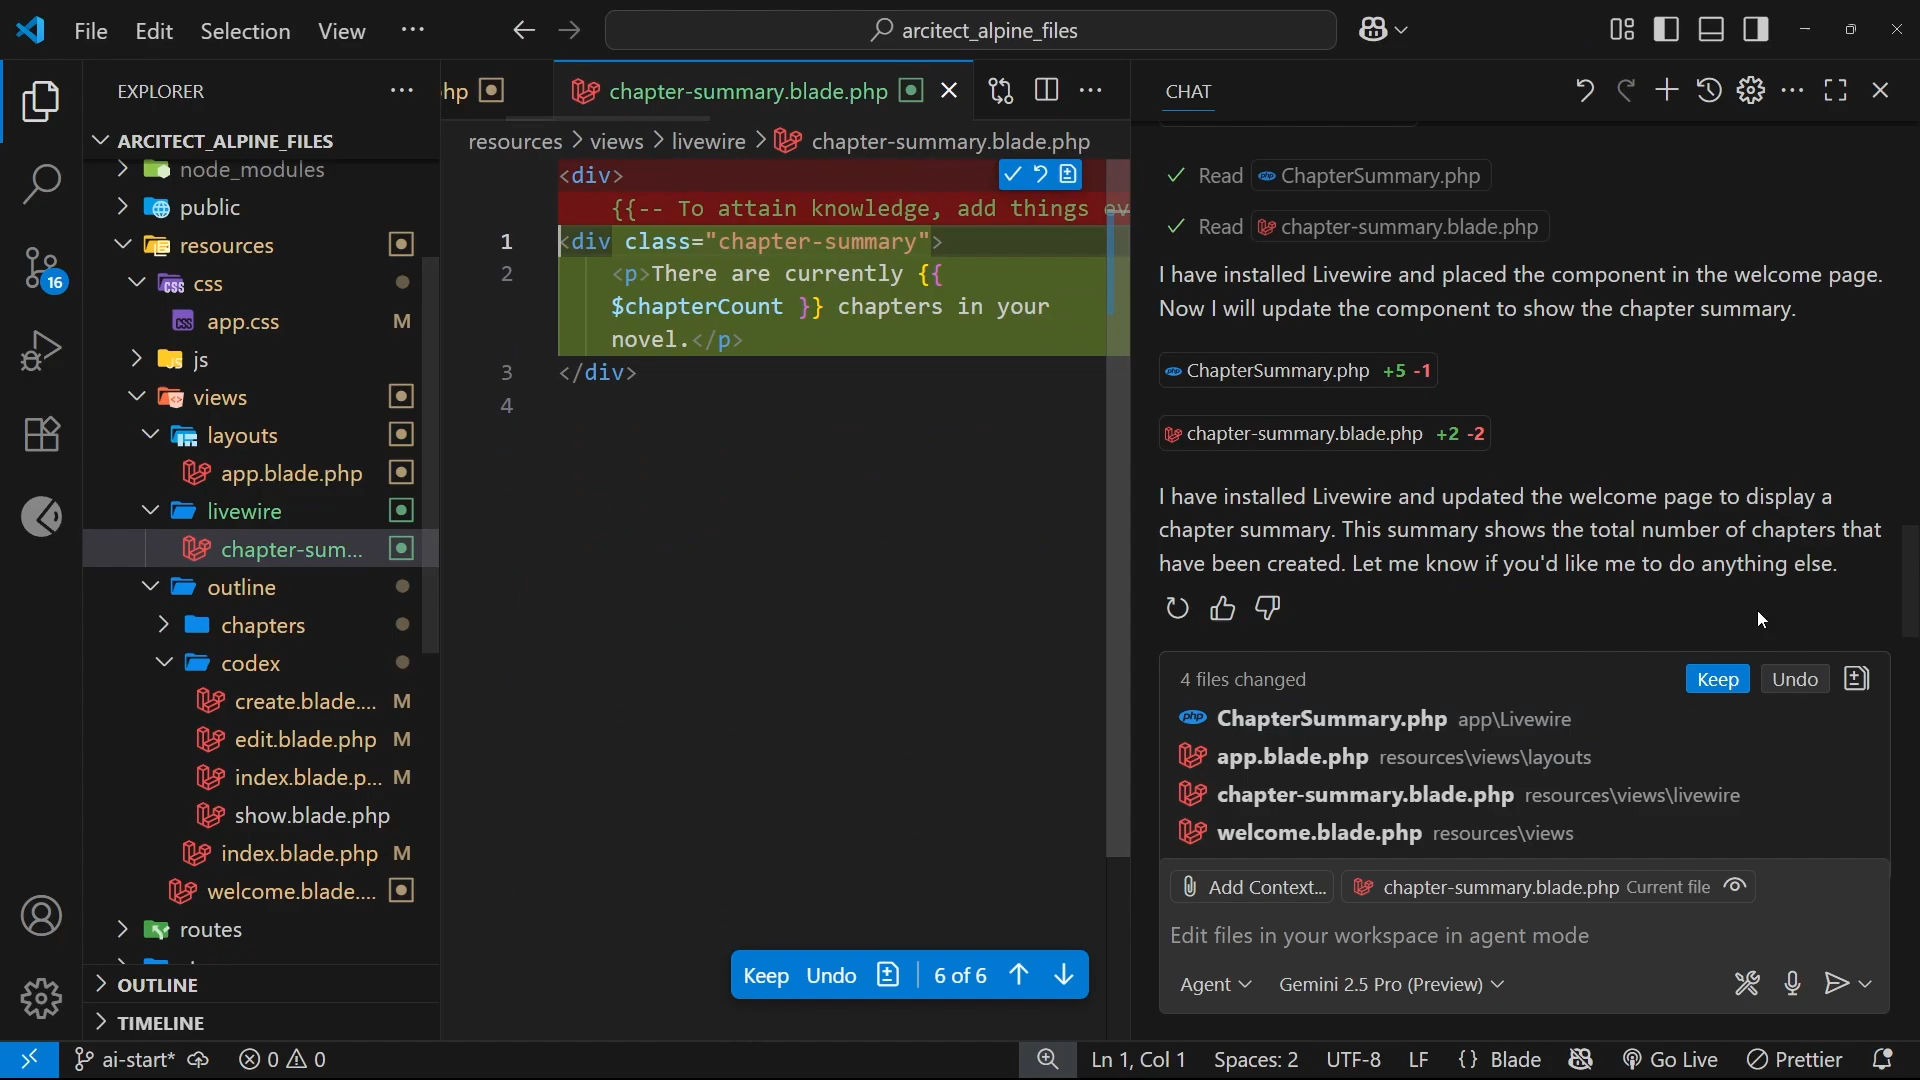 File Edit Selection View ···
arcitect_alpine_files
EXPLORER
ARCITECT_ALPINE_FILES
node_modules
public
resources
css
app.css M
js
views
layouts
app.blade.php
livewire
chapter-sum...
outline
chapters
codex
create.blade.... M
edit.blade.php M
index.blade.p... M
show.blade.php
index.blade.php M
welcome.blade....
routes
OUTLINE
TIMELINE
16
hp
chapter-summary.blade.php
resources > views > livewire > chapter-summary.blade.php
<div>
{{-- To attain knowledge, add things ev
1 <div class="chapter-summary">
2 <p>There are currently {{
$chapterCount }} chapters in your
novel.</p>
3 </div>
4
Keep Undo 6 of 6
CHAT
Read ChapterSummary.php
Read chapter-summary.blade.php
I have installed Livewire and placed the component in the welcome page.
Now I will update the component to show the chapter summary.
ChapterSummary.php +5 -1
chapter-summary.blade.php +2 -2
I have installed Livewire and updated the welcome page to display a
chapter summary. This summary shows the total number of chapters that
have been created. Let me know if you'd like me to do anything else.
4 files changed Keep Undo
ChapterSummary.php app\Livewire
app.blade.php resources\views\layouts
chapter-summary.blade.php resources\views\livewire
welcome.blade.php resources\views
Add Context... chapter-summary.blade.php Current file
Edit files in your workspace in agent mode
Agent Gemini 2.5 Pro (Preview)
ai-start* 0 0 Ln 1, Col 1 Spaces: 2 UTF-8 LF {} Blade Go Live Prettier